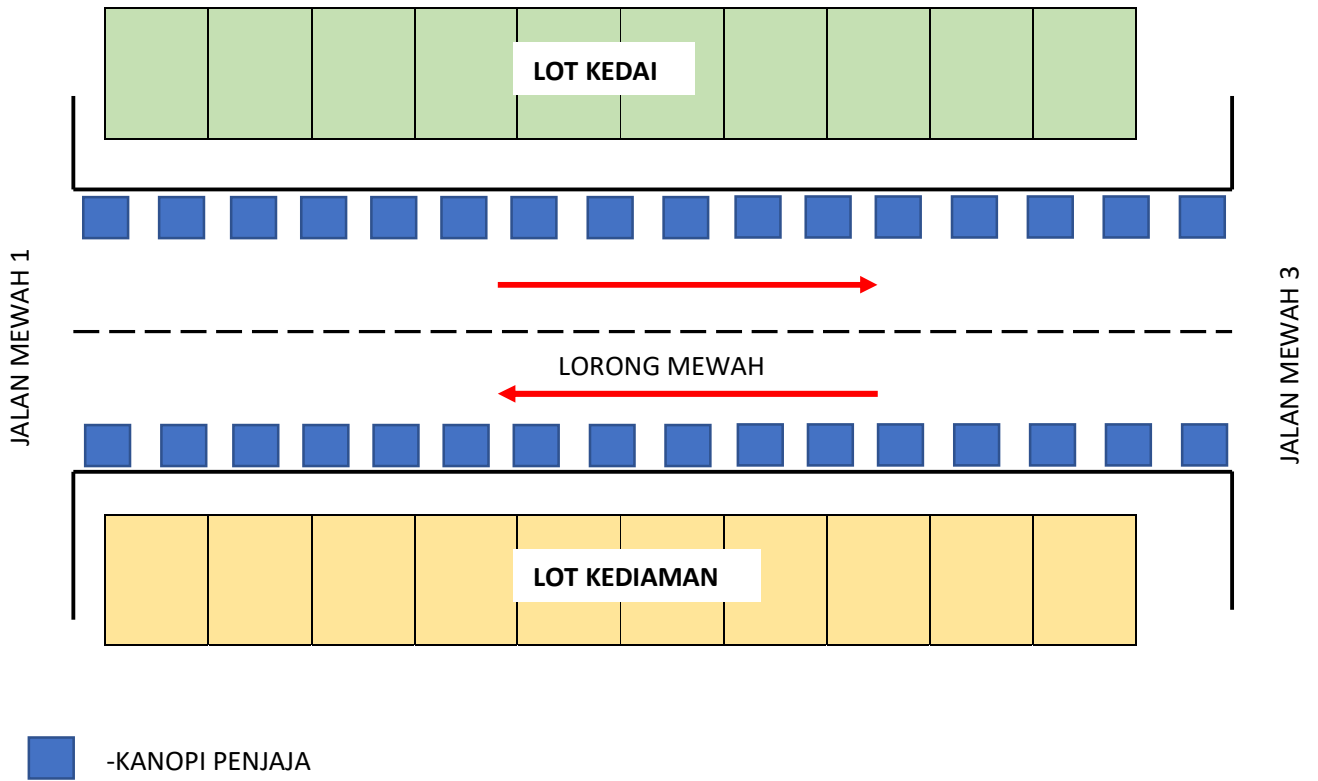 LOT KEDAI
JALAN MEWAH 1
JALAN MEWAH 3
LORONG MEWAH
LOT KEDIAMAN
-KANOPI PENJAJA